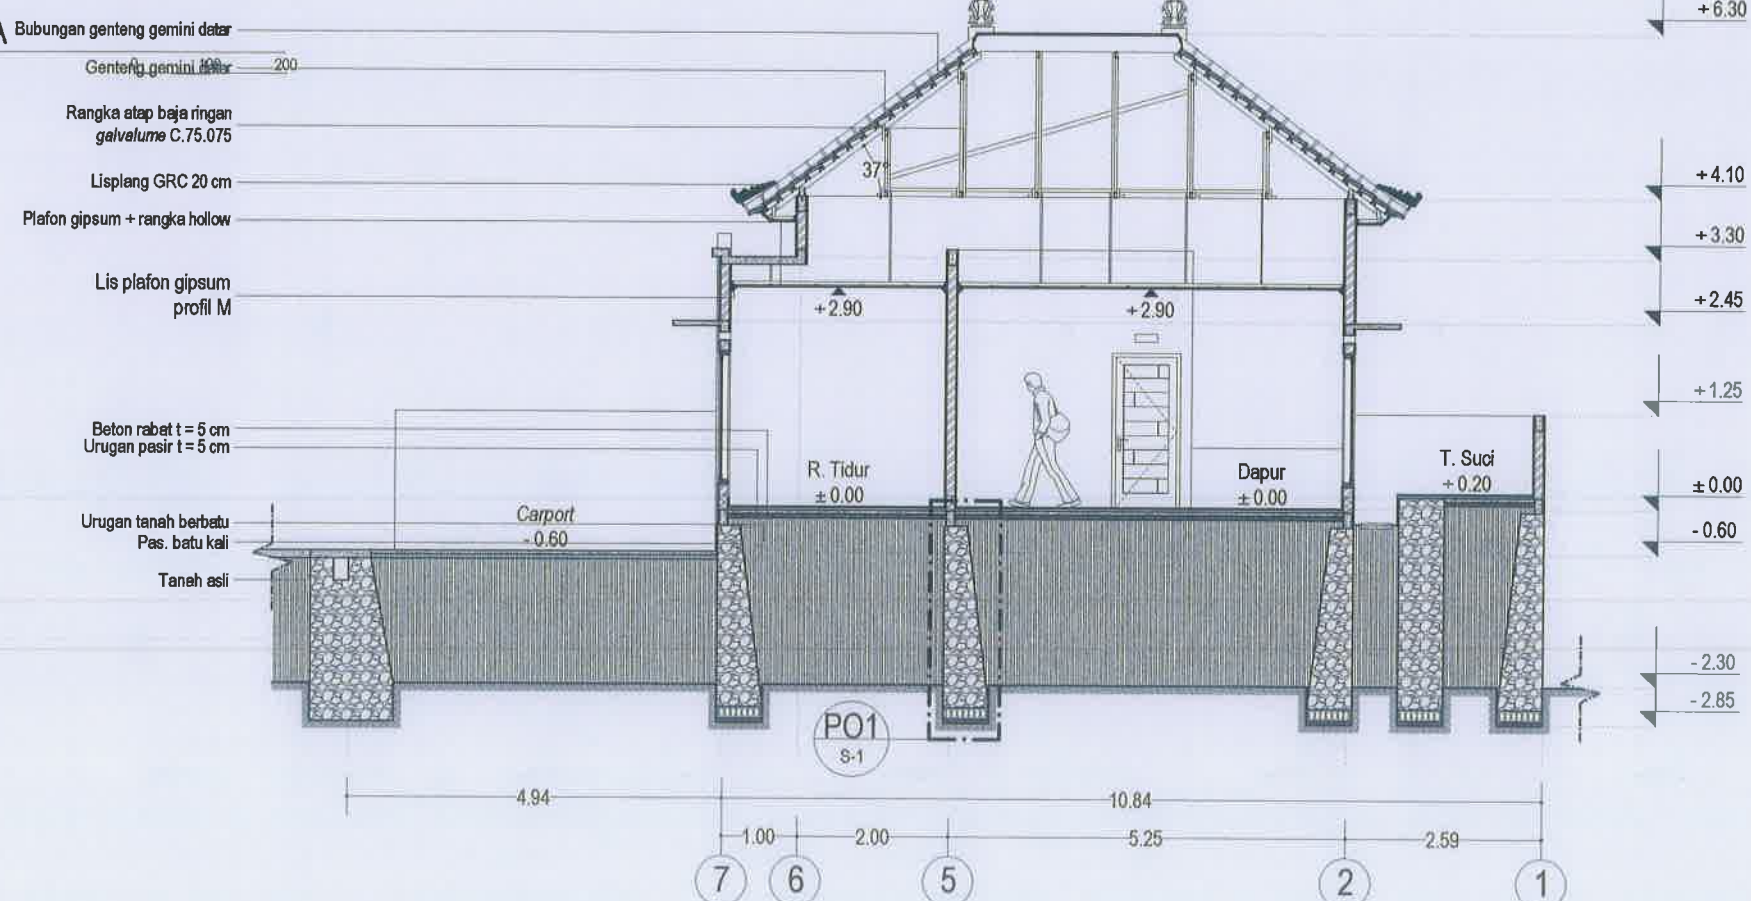 A
Bubungan genteng gemini datar
0 100 200
Genteng gemini datar
Rangka atap baja ringan
galvalume C.75.075
Lisplang GRC 20 cm
Plafon gipsum + rangka hollow
Lis plafon gipsum
profil M
Beton rabat t = 5 cm
Urugan pasir t = 5 cm
Urugan tanah berbatu
Pas. batu kali
Tanah asli
37°
+2.90
+2.90
R. Tidur
± 0.00
Dapur
± 0.00
T. Suci
+ 0.20
Carport
- 0.60
+ 6.30
+ 4.10
+ 3.30
+ 2.45
+ 1.25
± 0.00
- 0.60
- 2.30
- 2.85
PO1
S-1
4.94
10.84
1.00
2.00
5.25
2.59
7
6
5
2
1